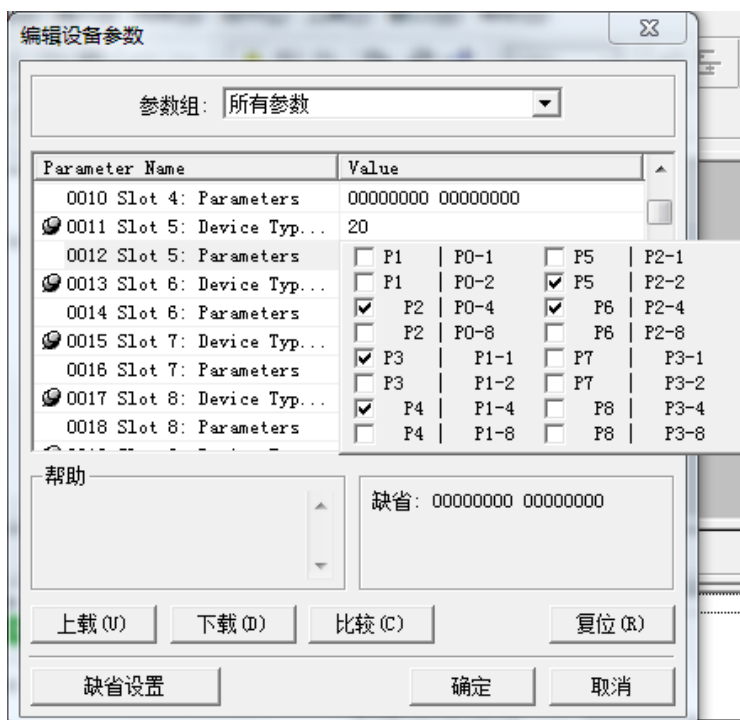 编辑设备参数
参数组: 所有参数
Parameter Name Value
0010 Slot 4: Parameters 00000000 00000000
0011 Slot 5: Device Typ... 20
0012 Slot 5: Parameters P1 | P0-1 P5 | P2-1
0013 Slot 6: Device Typ... P1 | P0-2 P5 | P2-2
0014 Slot 6: Parameters P2 | P0-4 P6 | P2-4
0015 Slot 7: Device Typ... P2 | P0-8 P6 | P2-8
0016 Slot 7: Parameters P3 | P1-1 P7 | P3-1
0017 Slot 8: Device Typ... P3 | P1-2 P7 | P3-2
0018 Slot 8: Parameters P4 | P1-4 P8 | P3-4
P4 | P1-8 P8 | P3-8
帮助
缺省: 00000000 00000000
上载(U) 下载(D) 比较(C) 复位(R)
缺省设置 确定 取消